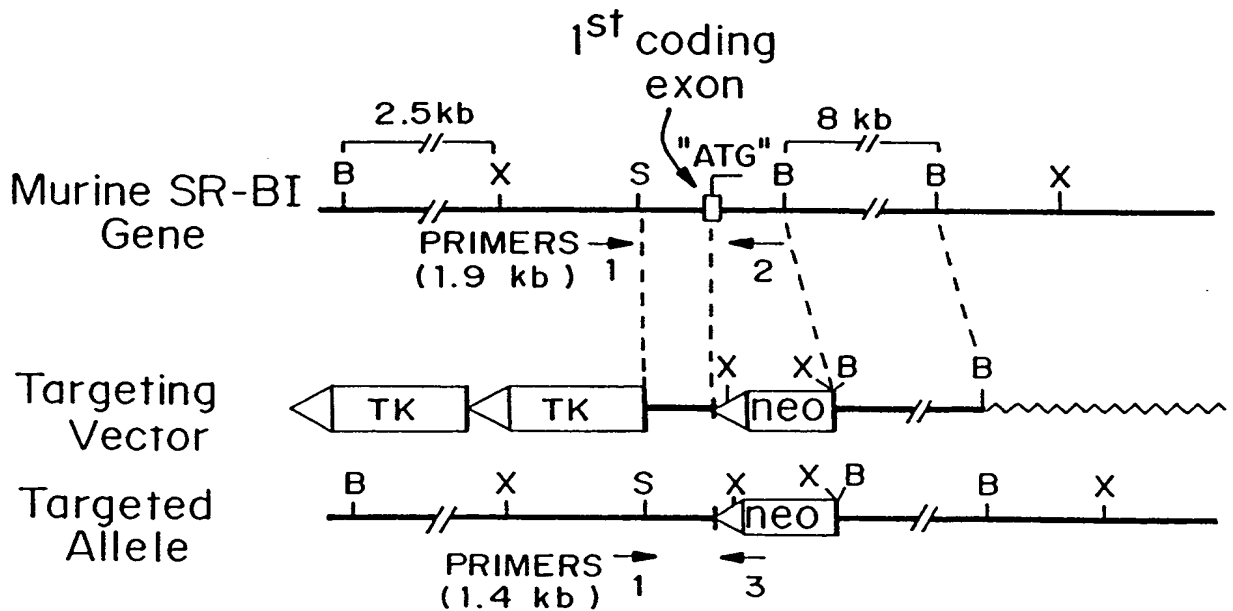 1st coding
exon
2.5kb
8 kb
"ATG"
B X S B B X
Murine SR-BI
Gene
PRIMERS
(1.9 kb)
1 2
X X B B
Targeting
Vector
TK TK neo
B X S X X B B X
Targeted
Allele
neo
PRIMERS
(1.4 kb)
1 3